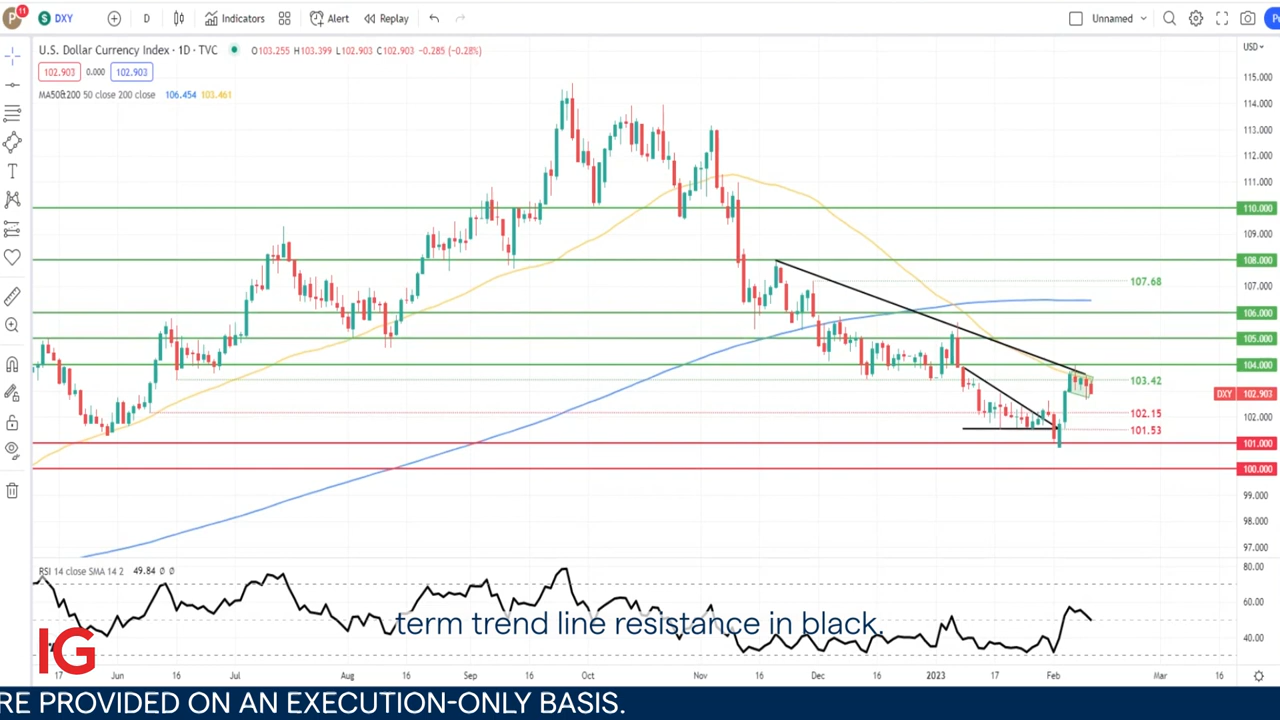 P 11 S DXY D Indicators Alert Replay Unnamed
U.S. Dollar Currency Index · 1D · TVC O103.255 H103.399 L102.903 C102.903 -0.285 (-0.28%) USD
102.903 0.000 102.903
MA50&200 50 close 200 close 106.454 103.461
115.000
114.000
113.000
112.000
111.000
110.000
109.000
108.000
107.68
107.000
106.000
105.000
104.000
103.42
DXY 102.903
102.15
102.000
101.53
101.000
100.000
99.000
98.000
97.000
RSI 14 close SMA 14 2 49.84 Ø Ø
80.00
60.00
term trend line resistance in black.
40.00
IG
17 Jun 16 Jul 16 Aug 16 Sep 16 Oct 16 Nov 16 Dec 16 2023 17 Feb Mar 16
RE PROVIDED ON AN EXECUTION-ONLY BASIS.